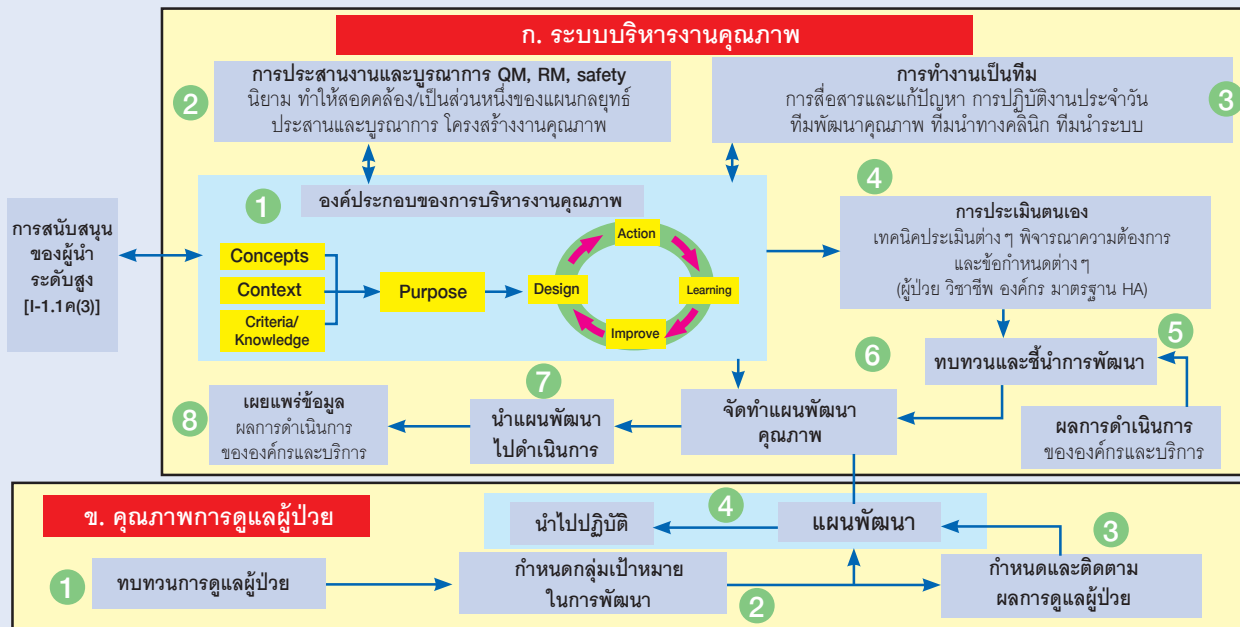 ก. ระบบบริหารงานคุณภาพ
2
การประสานงานและบูรณาการ QM, RM, safety
นิยาม ทำให้สอดคล้อง/เป็นส่วนหนึ่งของแผนกลยุทธ์
ประสานและบูรณาการ โครงสร้างงานคุณภาพ
การทำงานเป็นทีม
การสื่อสารและแก้ปัญหา การปฏิบัติงานประจำวัน
ทีมพัฒนาคุณภาพ ทีมนำทางคลินิก ทีมนำระบบ
3
การสนับสนุน
ของผู้นำ
ระดับสูง
[I-1.1ค(3)]
1
องค์ประกอบของการบริหารงานคุณภาพ
Concepts
Context
Criteria/
Knowledge
Purpose
Design
Action
Learning
Improve
4
การประเมินตนเอง
เทคนิคประเมินต่างๆ พิจารณาความต้องการ
และข้อกำหนดต่างๆ
(ผู้ป่วย วิชาชีพ องค์กร มาตรฐาน HA)
5
ทบทวนและชี้นำการพัฒนา
ผลการดำเนินการ
ขององค์กรและบริการ
6
จัดทำแผนพัฒนา
คุณภาพ
7
นำแผนพัฒนา
ไปดำเนินการ
8
เผยแพร่ข้อมูล
ผลการดำเนินการ
ขององค์กรและบริการ
ข. คุณภาพการดูแลผู้ป่วย
1
ทบทวนการดูแลผู้ป่วย
กำหนดกลุ่มเป้าหมาย
ในการพัฒนา
2
กำหนดและติดตาม
ผลการดูแลผู้ป่วย
3
แผนพัฒนา
4
นำไปปฏิบัติ